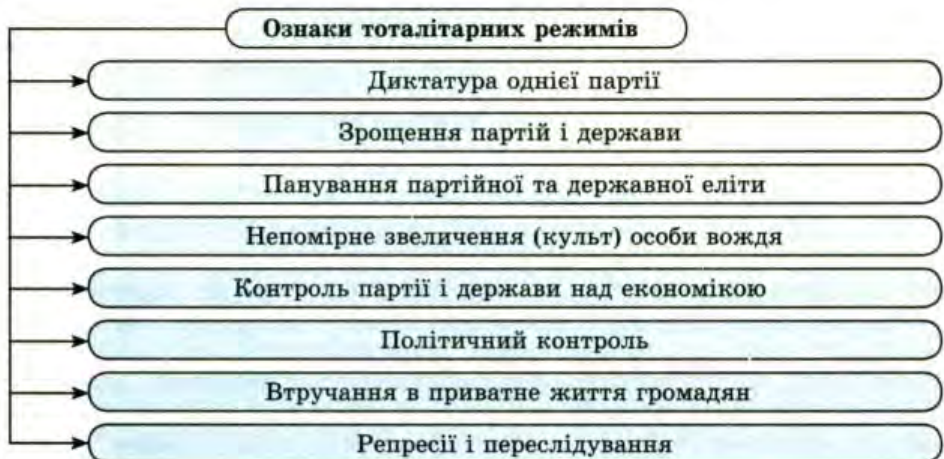 Ознаки тоталітарних режимів
Диктатура однієї партії
Зрощення партій і держави
Панування партійної та державної еліти
Непомірне звеличення (культ) особи вождя
Контроль партії і держави над економікою
Політичний контроль
Втручання в приватне життя громадян
Репресії і переслідування